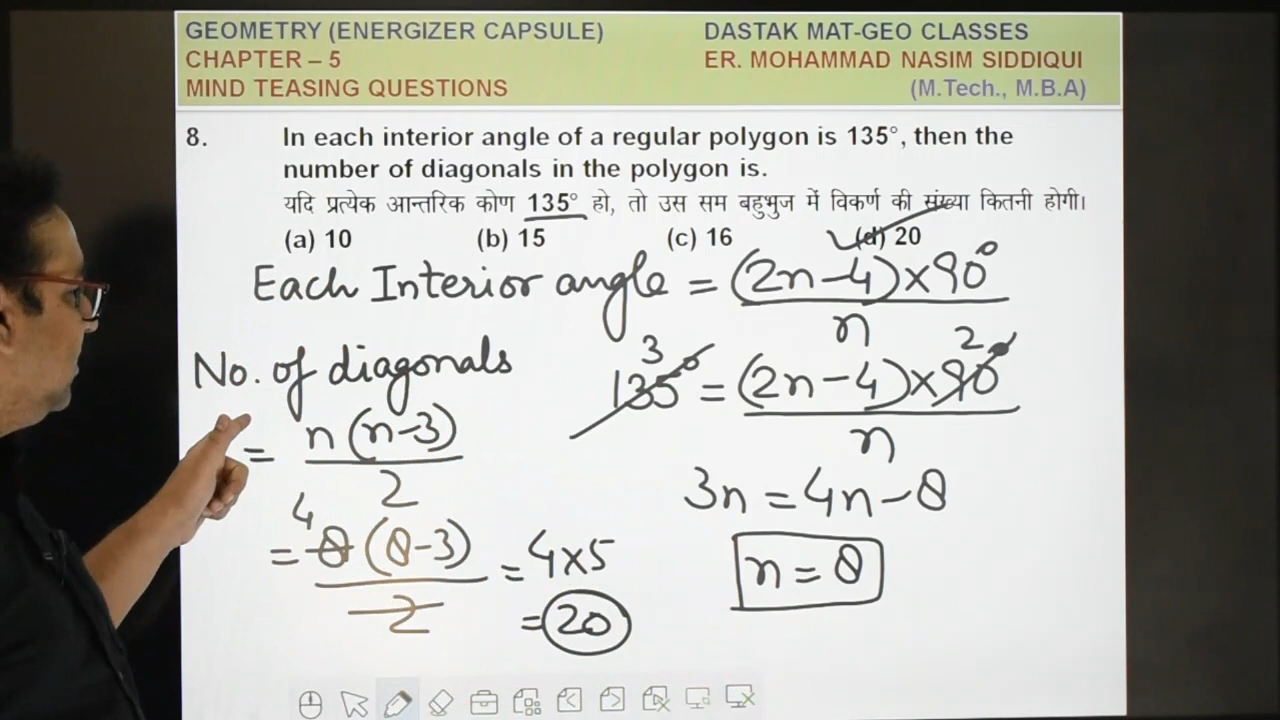 GEOMETRY (ENERGIZER CAPSULE) DASTAK MAT-GEO CLASSES
CHAPTER – 5 ER. MOHAMMAD NASIM SIDDIQUI
MIND TEASING QUESTIONS (M.Tech., M.B.A)
8. In each interior angle of a regular polygon is 135°, then the
number of diagonals in the polygon is.
यदि प्रत्येक आन्तरिक कोण 135° हो, तो उस सम बहुभुज में विकर्ण की संख्या कितनी होगी।
(a) 10 (b) 15 (c) 16 (d) 20
Each Interior angle = (2n-4)×90°
n
No. of diagonals
= n(n-3)
2
4
= 8(8-3)
2
= 4×5
= 20
3 2
135° = (2n-4)×90°
n
3n = 4n-8
n = 8